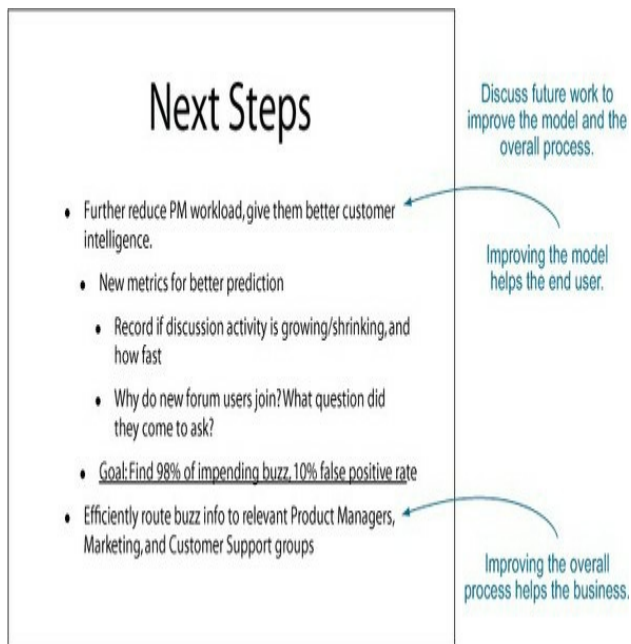 Next Steps
• Further reduce PM workload, give them better customer
intelligence.
• New metrics for better prediction
• Record if discussion activity is growing/shrinking, and
how fast
• Why do new forum users join? What question did
they come to ask?
• Goal: Find 98% of impending buzz, 10% false positive rate
• Efficiently route buzz info to relevant Product Managers,
Marketing, and Customer Support groups
Discuss future work to
improve the model and the
overall process.
Improving the model
helps the end user.
Improving the overall
process helps the business.